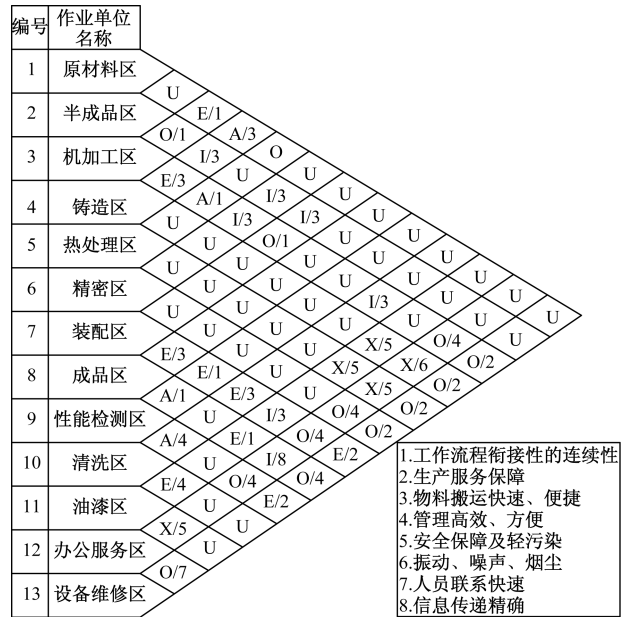 编号 作业单位名称
1 原材料区
U
2 半成品区 E/1
O/1 A/3
3 机加工区 I/3 O
E/3 U U
4 铸造区 A/1 I/3 U
U I/3 I/3 U
5 热处理区 U O/1 U U
U U U U U
6 精密区 U U U U U
U U U I/3 U U
7 装配区 U U U U U U
E/3 U U X/5 O/4 U
8 成品区 E/1 U X/5 X/6 O/2
A/1 E/3 U X/5 O/2
9 性能检测区 U I/3 O/4 O/2
A/4 E/1 O/4 O/2
10 清洗区 U I/8 E/2
E/4 O/4 O/4
11 油漆区 U E/2
X/5 U
12 办公服务区 U
O/7
13 设备维修区
1.工作流程衔接性的连续性
2.生产服务保障
3.物料搬运快速、便捷
4.管理高效、方便
5.安全保障及轻污染
6.振动、噪声、烟尘
7.人员联系快速
8.信息传递精确